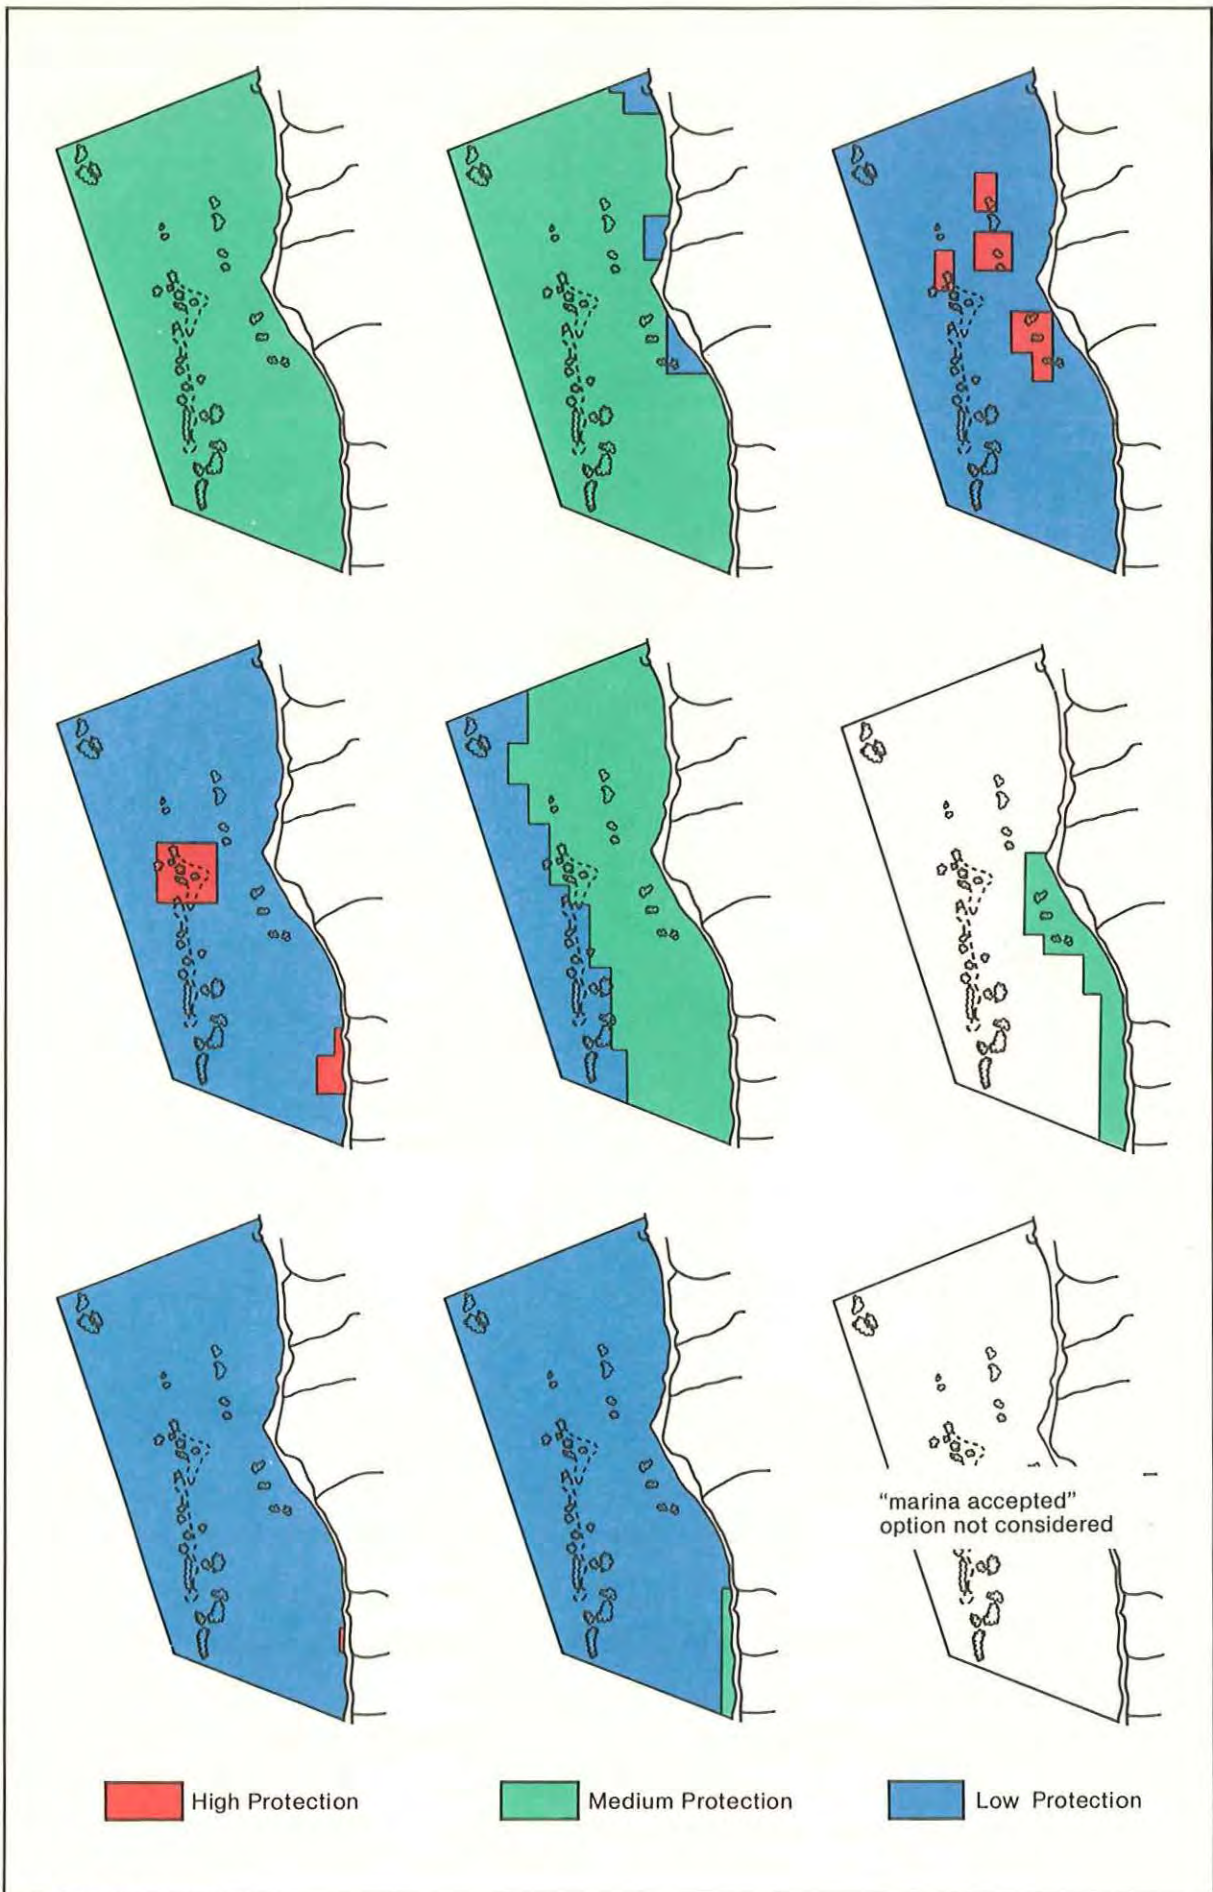 “marina accepted”
option not considered
High Protection
Medium Protection
Low Protection